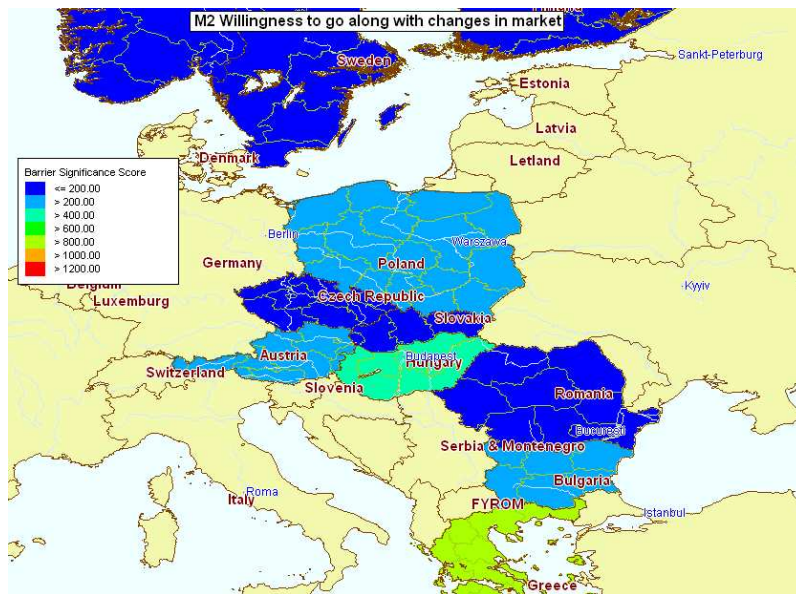 M2 Willingness to go along with changes in market
Sweden
Sankt-Peterburg
Estonia
Latvia
Denmark
Letland
Barrier Significance Score
<= 200.00
> 200.00
> 400.00
> 600.00
> 800.00
> 1000.00
> 1200.00
Berlin
Warszawa
Germany
Poland
Belgium
Kyyiv
Luxemburg
Czech Republic
Slovakia
Austria
Budapest
Hungary
Switzerland
Slovenia
Romania
Bucuresti
Serbia & Montenegro
Bulgaria
Roma
Italy
FYROM
Istanbul
Greece